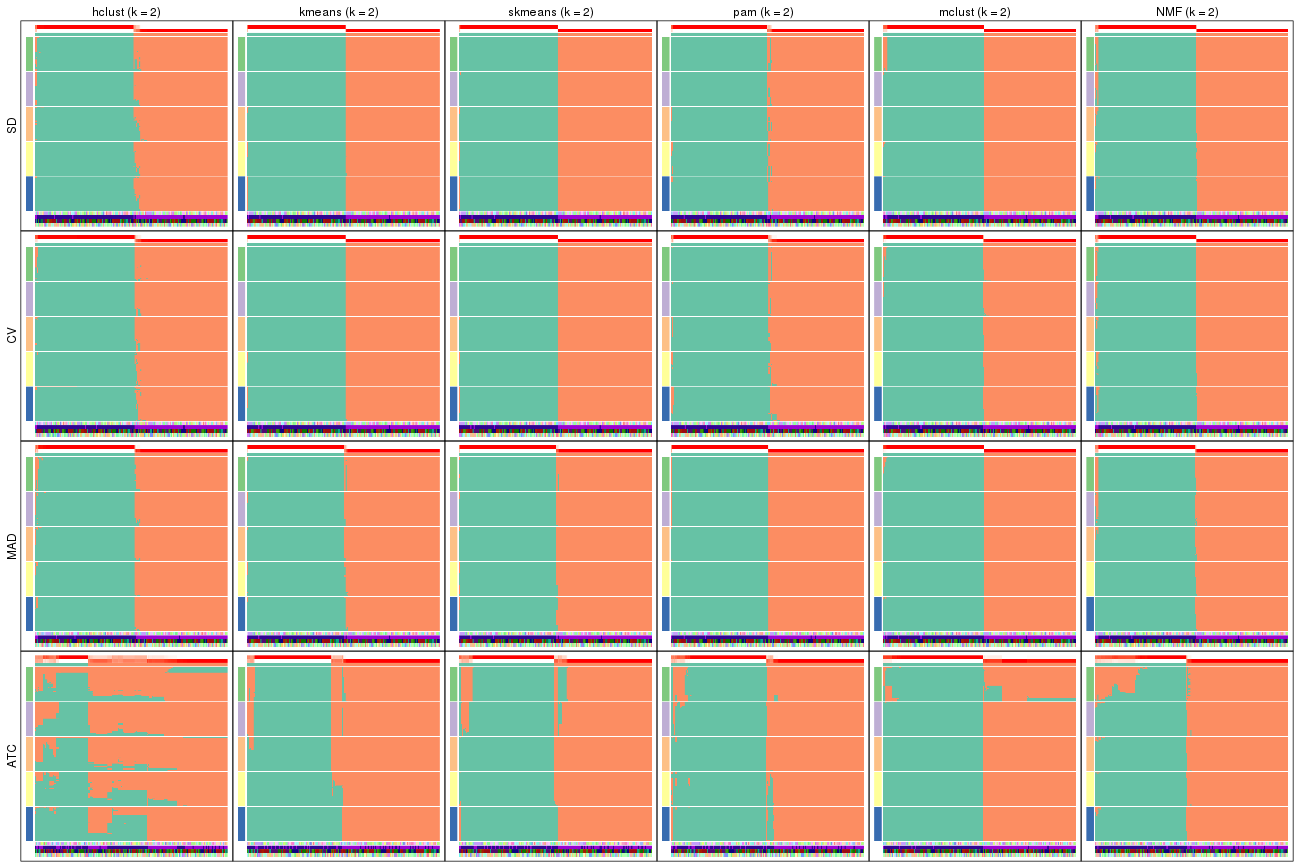 hclust (k = 2) kmeans (k = 2) skmeans (k = 2) pam (k = 2) mclust (k = 2) NMF (k = 2)
SD
CV
MAD
ATC